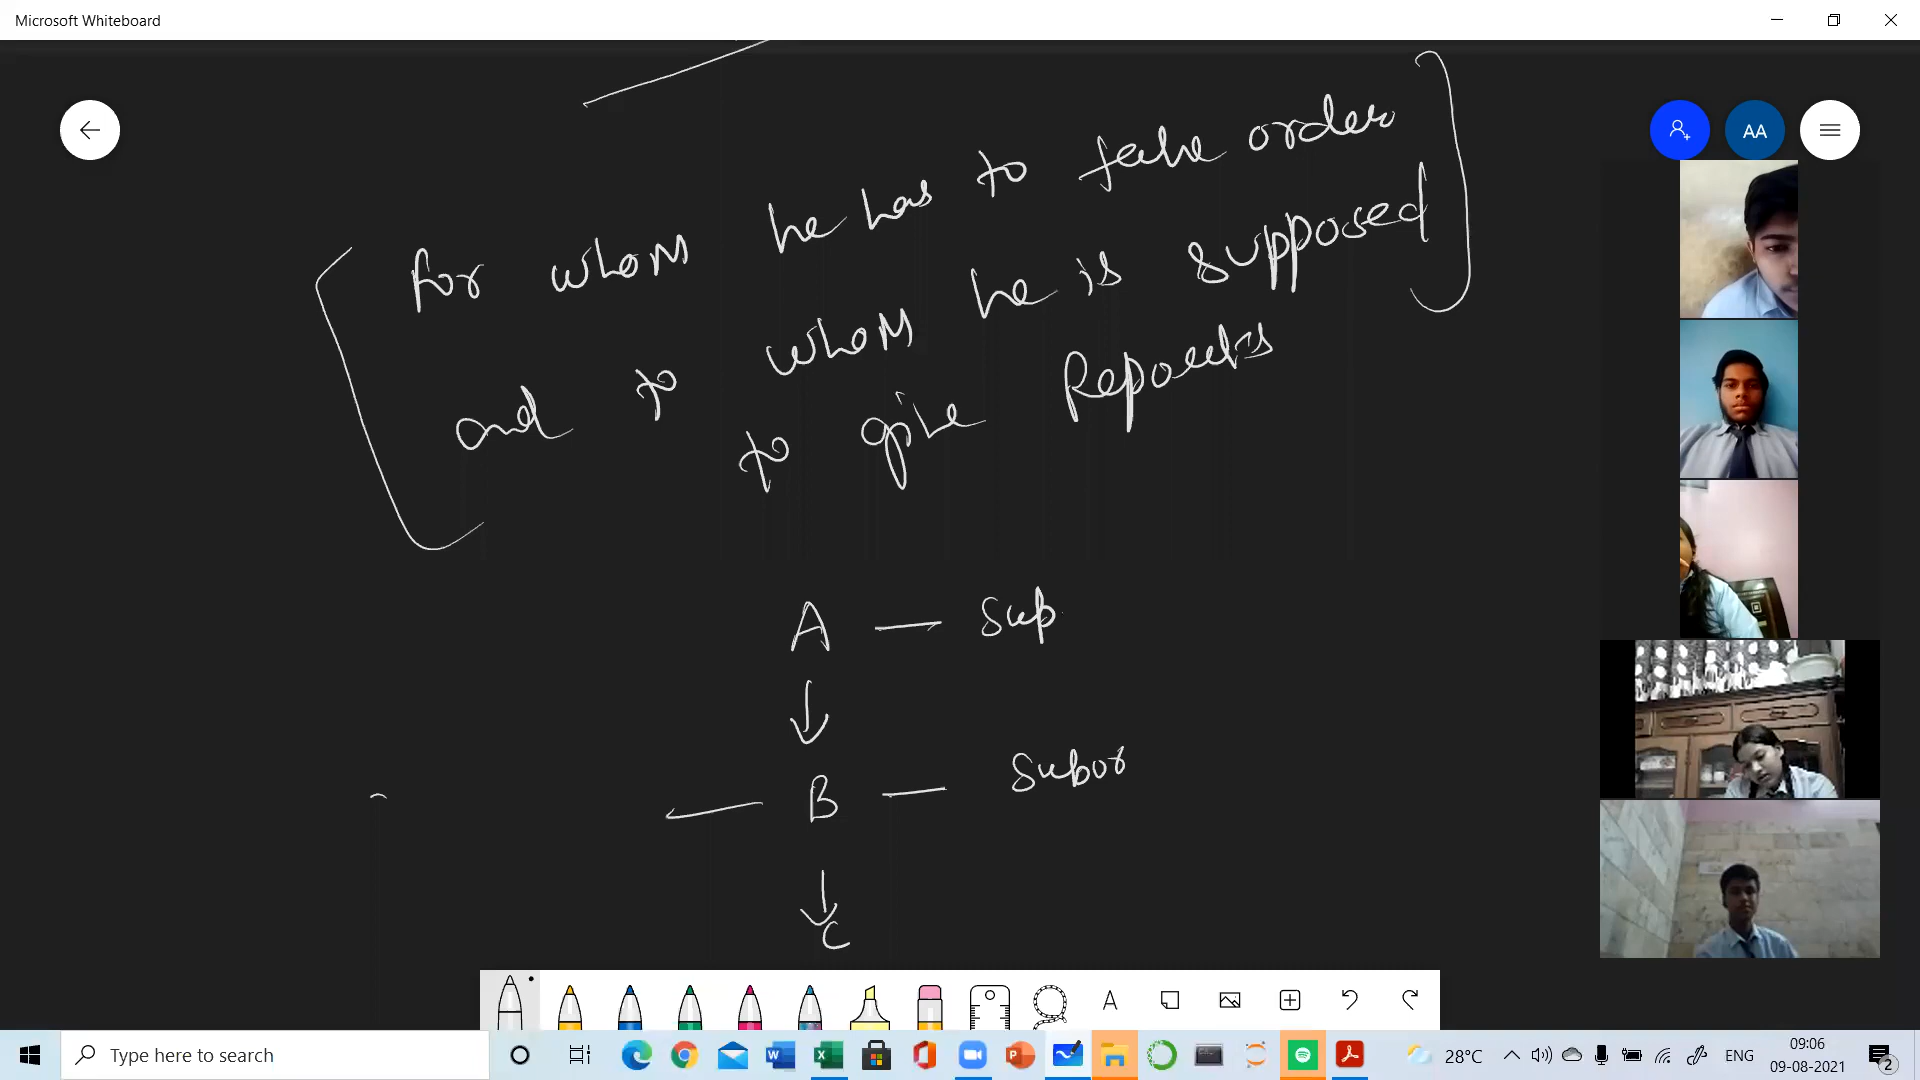 Microsoft Whiteboard
AA
for whom he has to take order
and to whom he is supposed
to give Reports
A — Sup
B — Subor
C
A
Type here to search
28°C
ENG
09:06
09-08-2021
2